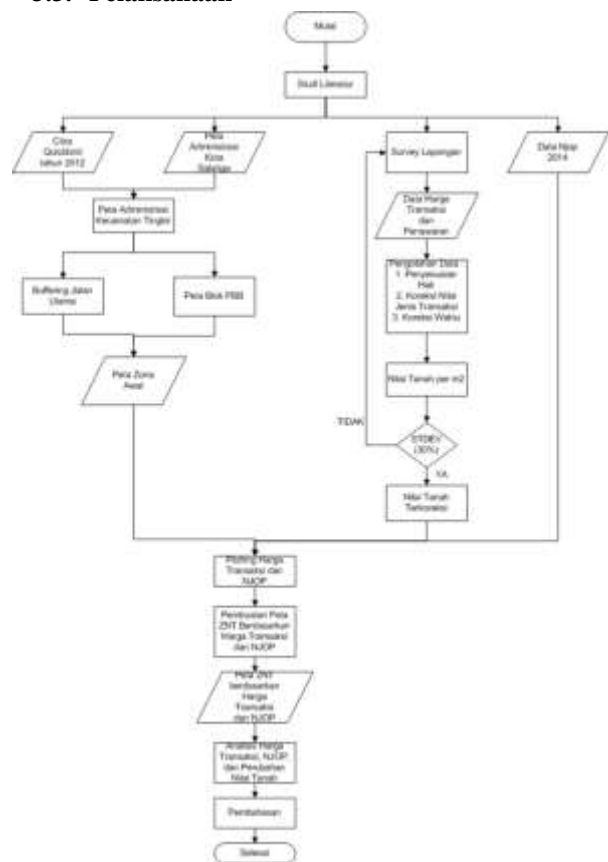 Mulai
Studi Literatur
Citra
Quickbird
tahun 2012
Peta
Administrasi
Kota
Salatiga
Survey Lapangan
Data Njop
2014
Peta Administrasi
Kecamatan Tingkir
Data Harga
Transaksi
dan
Penawaran
Buffering Jalan
Utama
Peta Blok PBB
Pengolahan Data
1. Penyesuaian
Hak
2. Koreksi Nilai
Jenis Transaksi
3. Koreksi Waktu
Peta Zona
Awal
Nilai Tanah per m2
TIDAK
STDEV
(30%)
YA
Nilai Tanah
Terkoreksi
Plotting Harga
Transaksi dan
NJOP
Pembuatan Peta
ZNT Berdasarkan
Harga Transaksi
dan NJOP
Peta ZNT
berdasarkan
Harga
Transaksi
dan NJOP
Analisis Harga
Transaksi, NJOP,
dan Perubahan
Nilai Tanah
Pembahasan
Selesai